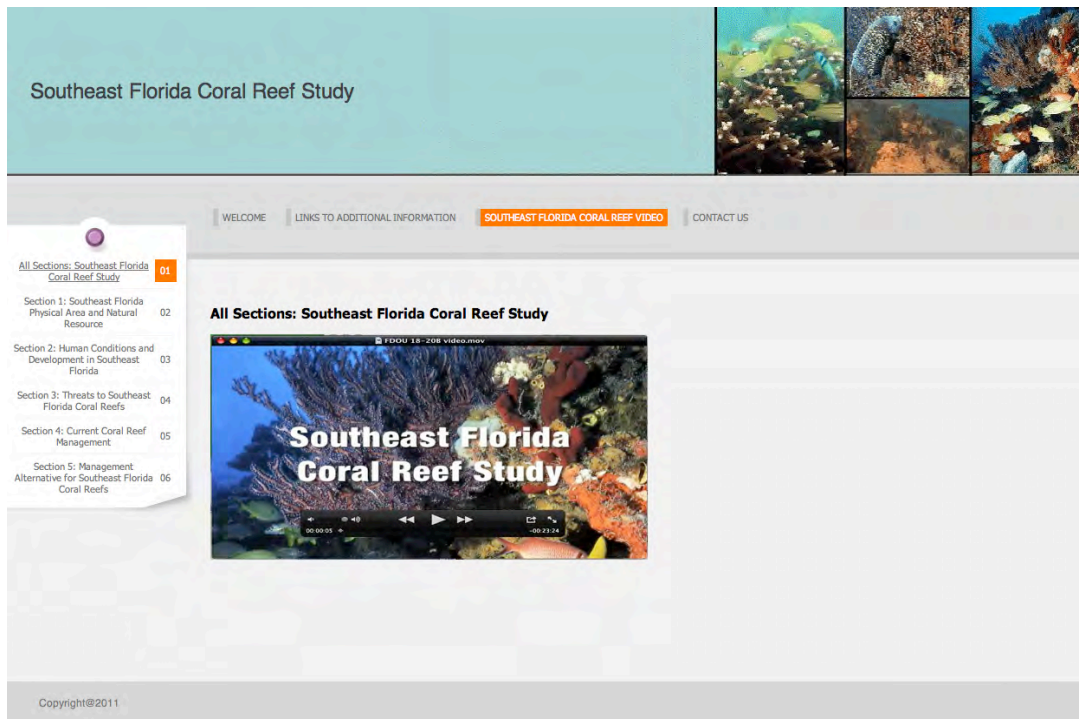 Southeast Florida Coral Reef Study
WELCOME
LINKS TO ADDITIONAL INFORMATION
SOUTHEAST FLORIDA CORAL REEF VIDEO
CONTACT US
All Sections: Southeast Florida
Coral Reef Study
01
Section 1: Southeast Florida
Physical Area and Natural
Resource
02
Section 2: Human Conditions and
Development in Southeast
Florida
03
Section 3: Threats to Southeast
Florida Coral Reefs
04
Section 4: Current Coral Reef
Management
05
Section 5: Management
Alternative for Southeast Florida
Coral Reefs
06
All Sections: Southeast Florida Coral Reef Study
FDOU 18-20B video.mov
Southeast Florida
Coral Reef Study
00:00:05
-00:23:24
Copyright@2011